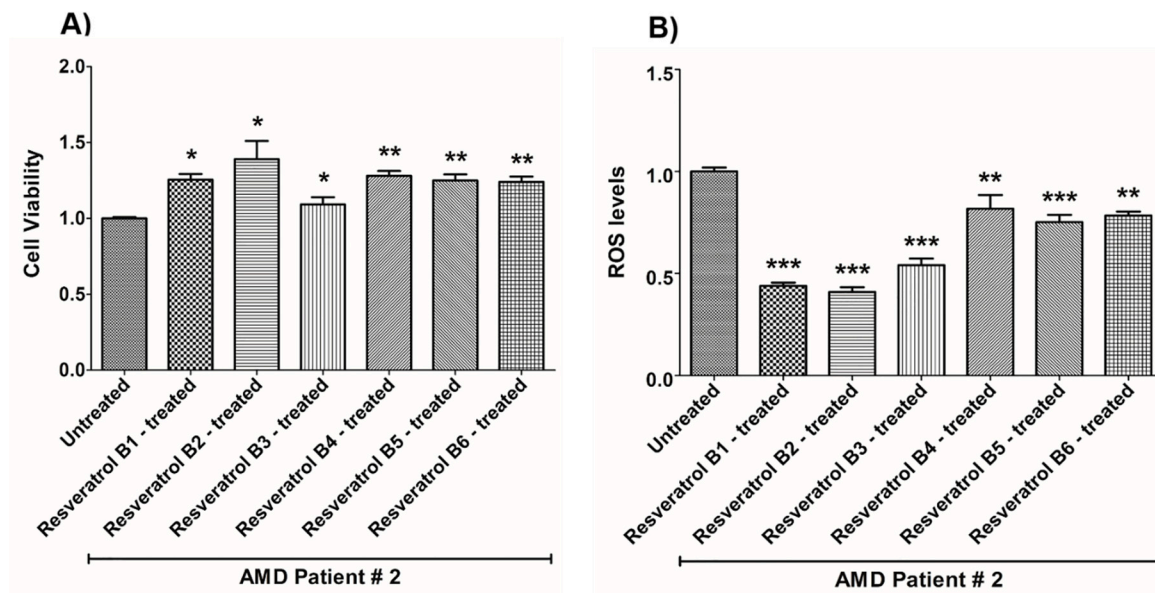 A)
Cell Viability
2.0
1.5
1.0
0.5
0.0
*
*
*
**
**
**
Untreated
Resveratrol B1 - treated
Resveratrol B2 - treated
Resveratrol B3 - treated
Resveratrol B4 - treated
Resveratrol B5 - treated
Resveratrol B6 - treated
AMD Patient # 2
B)
ROS levels
1.5
1.0
0.5
0.0
***
***
***
**
***
**
Untreated
Resveratrol B1 - treated
Resveratrol B2 - treated
Resveratrol B3 - treated
Resveratrol B4 - treated
Resveratrol B5 - treated
Resveratrol B6 - treated
AMD Patient # 2